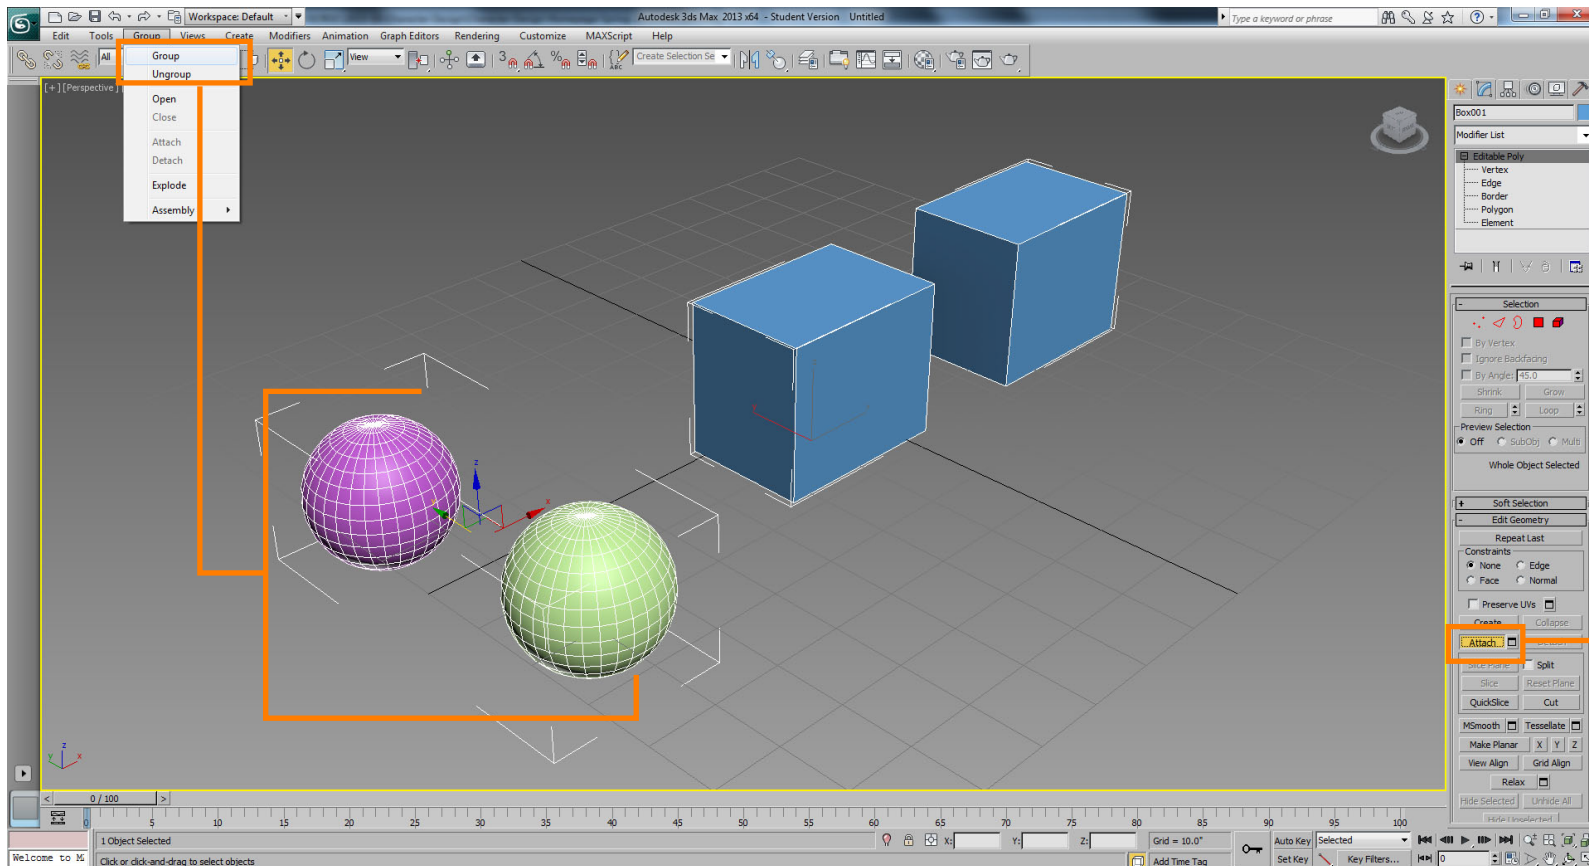 Workspace: Default
Autodesk 3ds Max 2013 x64 - Student Version Untitled
Type a keyword or phrase
Edit Tools Group Views Create Modifiers Animation Graph Editors Rendering Customize MAXScript Help
All
View
Create Selection Se
Group
Ungroup
Open
Close
Attach
Detach
Explode
Assembly
[+] [Perspective]
Box001
Modifier List
Editable Poly
Vertex
Edge
Border
Polygon
Element
- Selection
By Vertex
Ignore Backfacing
By Angle: 45.0
Shrink Grow
Ring Loop
Preview Selection
Off SubObj Multi
Whole Object Selected
+ Soft Selection
- Edit Geometry
Repeat Last
Constraints
None Edge
Face Normal
Preserve UVs
Create Collapse
Attach
Slice Plane Split
Slice Reset Plane
QuickSlice Cut
MSmooth Tessellate
Make Planar X Y Z
View Align Grid Align
Relax
Hide Selected Unhide All
Hide Unselected
z
x
z
y x
< 0 / 100 >
0 5 10 15 20 25 30 35 40 45 50 55 60 65 70 75 80 85 90 95 100
1 Object Selected
X: Y: Z: Grid = 10.0"
Auto Key Selected
Welcome to M
Click or click-and-drag to select objects
Add Time Tag
Set Key Key Filters... 0